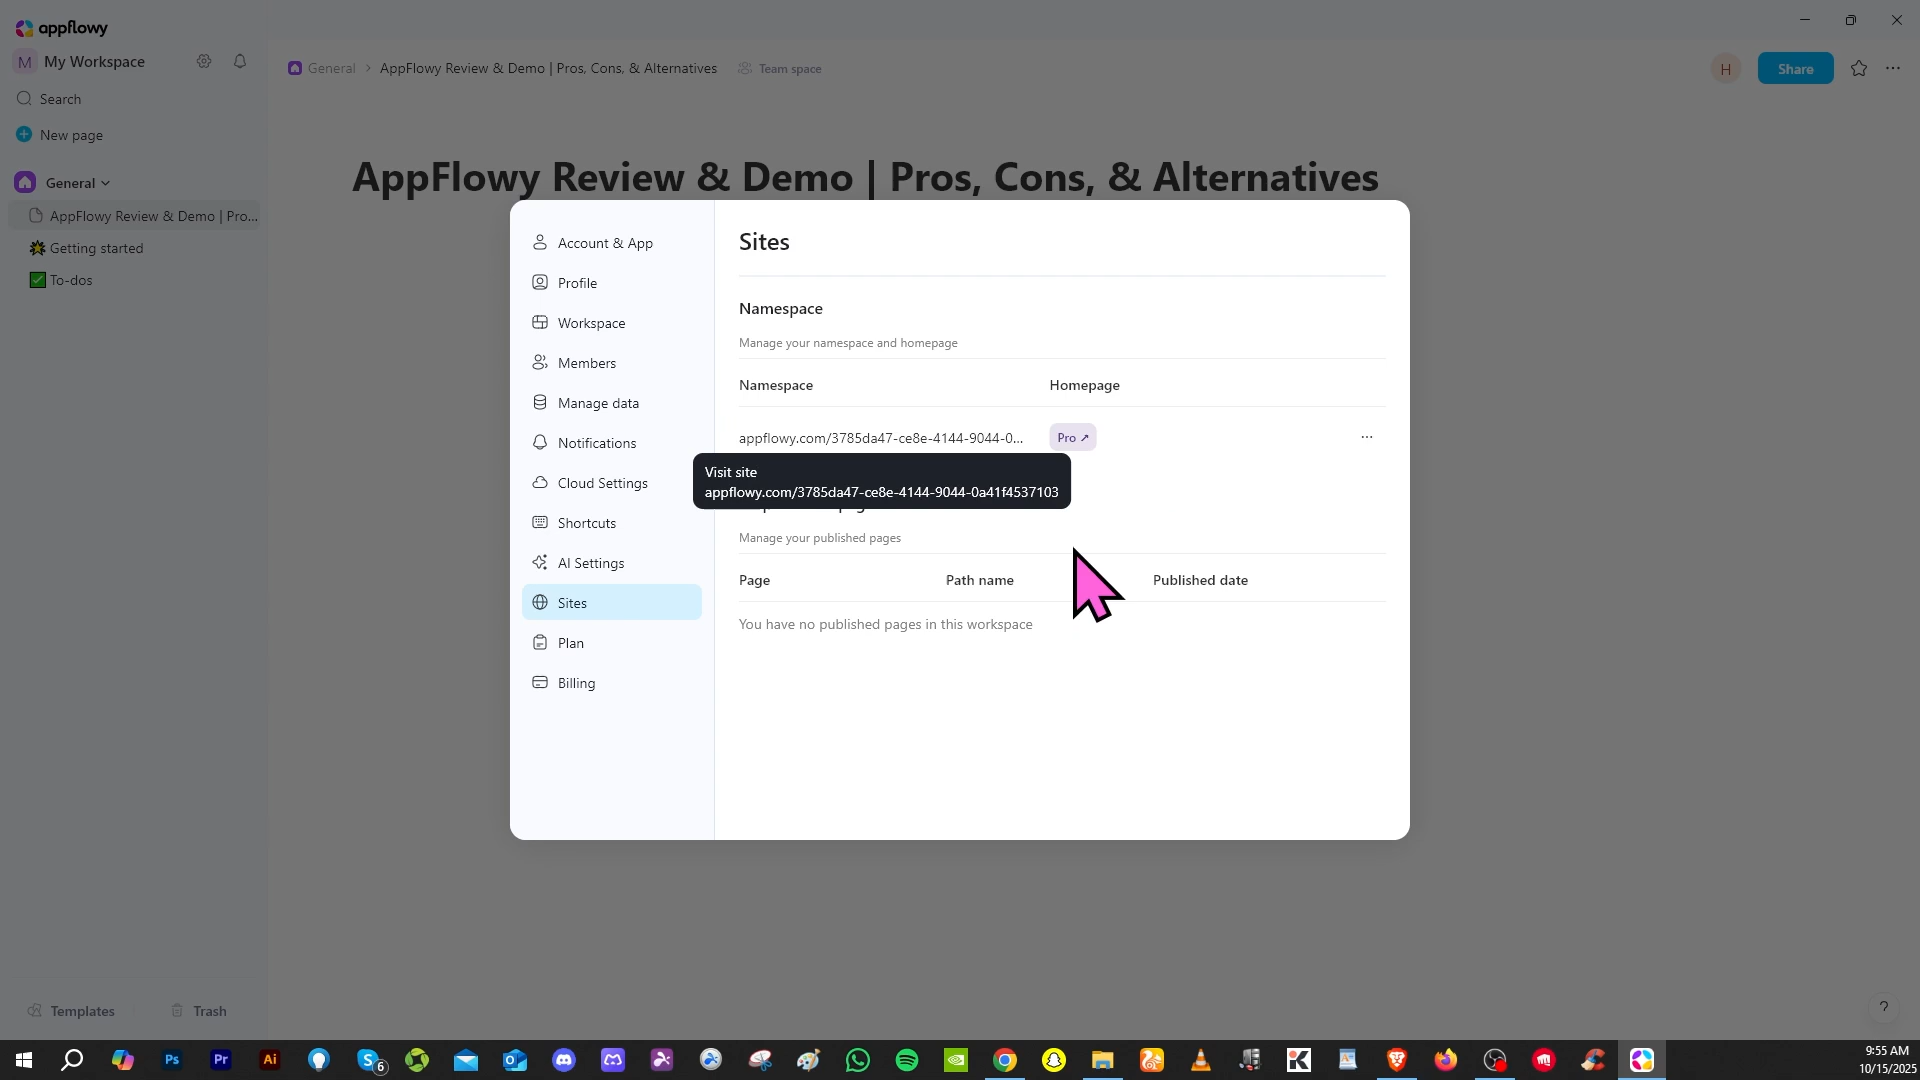 appflowy
M My Workspace
Search
New page
General
AppFlowy Review & Demo | Pro...
Getting started
To-dos
Templates
Trash
General > AppFlowy Review & Demo | Pros, Cons, & Alternatives
Team space
H
Share
AppFlowy Review & Demo | Pros, Cons, & Alternatives
Account & App
Profile
Workspace
Members
Manage data
Notifications
Cloud Settings
Shortcuts
AI Settings
Sites
Plan
Billing
Sites
Namespace
Manage your namespace and homepage
Namespace Homepage
appflowy.com/3785da47-ce8e-4144-9044-0... Pro ↗
Visit site
appflowy.com/3785da47-ce8e-4144-9044-0a41f4537103
Manage your published pages
Page Path name Published date
You have no published pages in this workspace
?
Ps
Pr
Ai
S
6
K
9:55 AM
10/15/2025